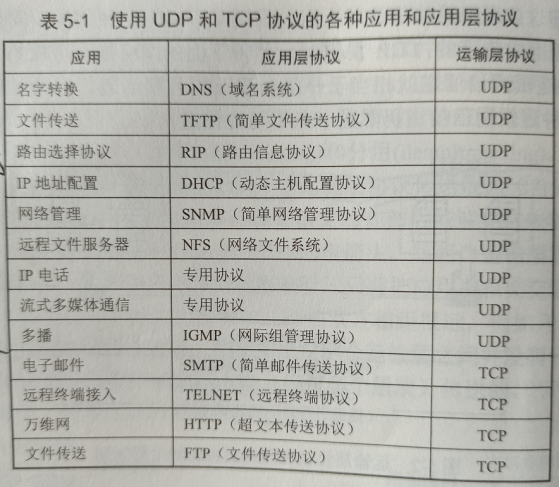 表 5-1 使用 UDP 和 TCP 协议的各种应用和应用层协议
应用 应用层协议 运输层协议
名字转换 DNS（域名系统） UDP
文件传送 TFTP（简单文件传送协议） UDP
路由选择协议 RIP（路由信息协议） UDP
IP 地址配置 DHCP（动态主机配置协议） UDP
网络管理 SNMP（简单网络管理协议） UDP
远程文件服务器 NFS（网络文件系统） UDP
IP 电话 专用协议 UDP
流式多媒体通信 专用协议 UDP
多播 IGMP（网际组管理协议） UDP
电子邮件 SMTP（简单邮件传送协议） TCP
远程终端接入 TELNET（远程终端协议） TCP
万维网 HTTP（超文本传送协议） TCP
文件传送 FTP（文件传送协议） TCP